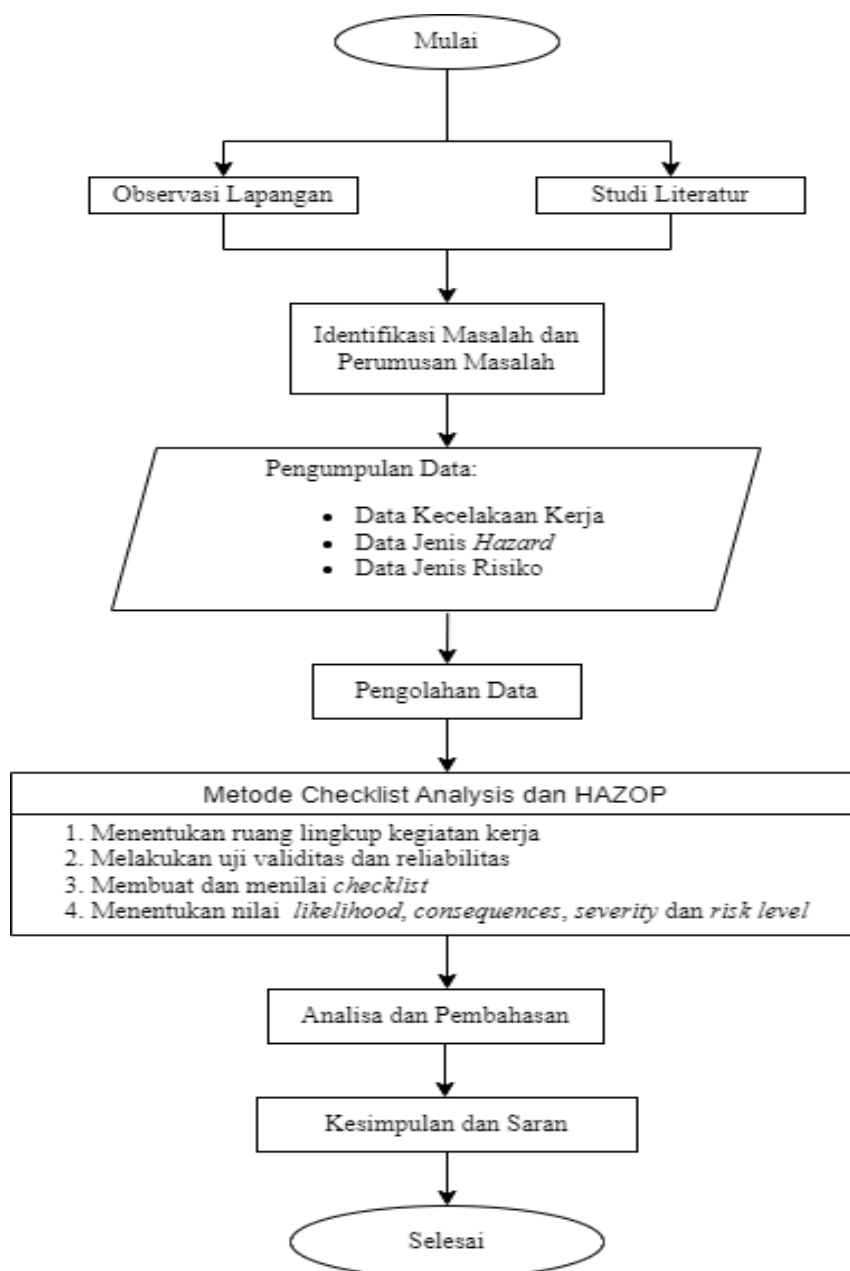 Mulai
Observasi Lapangan
Studi Literatur
Identifikasi Masalah dan
Perumusan Masalah
Pengumpulan Data:
• Data Kecelakaan Kerja
• Data Jenis Hazard
• Data Jenis Risiko
Pengolahan Data
Metode Checklist Analysis dan HAZOP
1. Menentukan ruang lingkup kegiatan kerja
2. Melakukan uji validitas dan reliabilitas
3. Membuat dan menilai checklist
4. Menentukan nilai likelihood, consequences, severity dan risk level
Analisa dan Pembahasan
Kesimpulan dan Saran
Selesai